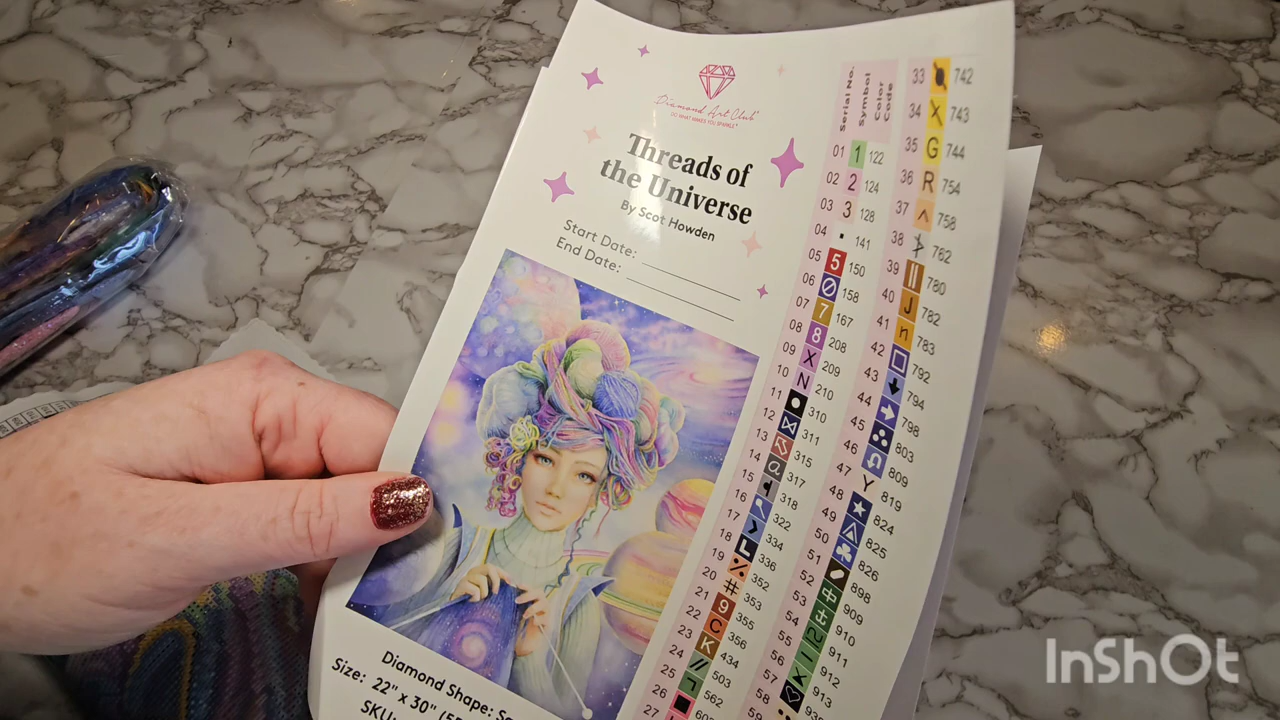 Diamond Art Club
DO WHAT MAKES YOU SPARKLE
Threads of
the Universe
By Scot Howden
Start Date:
End Date:
Diamond Shape:
Size: 22" x 30"
SKU:
Serial No. Symbol Color Code
01 1 122
02 2 124
03 3 128
04 141
05 5 150
06 Ø 158
07 7 167
08 8 208
09 X 209
10 N 210
11 310
12 311
13 315
14 a 317
15 318
16 322
17 334
18 L 336
19 352
20 # 353
21 9 355
22 C 356
23 K 434
24 // 503
25 562
26
27
33 742
34 X 743
35 G 744
36 R 754
37 ^ 758
38 762
39 || 780
40 J 782
41 n 783
42 792
43 794
44 798
45 803
46 809
47 Y 819
48 ★ 824
49 825
50 826
51 898
52 909
53 910
54 911
55 912
56 913
57
58
59
InShOt